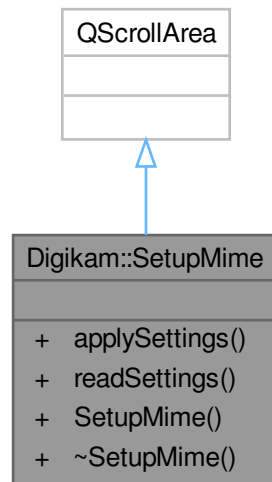 QScrollArea
Digikam::SetupMime
+ applySettings()
+ readSettings()
+ SetupMime()
+ ~SetupMime()